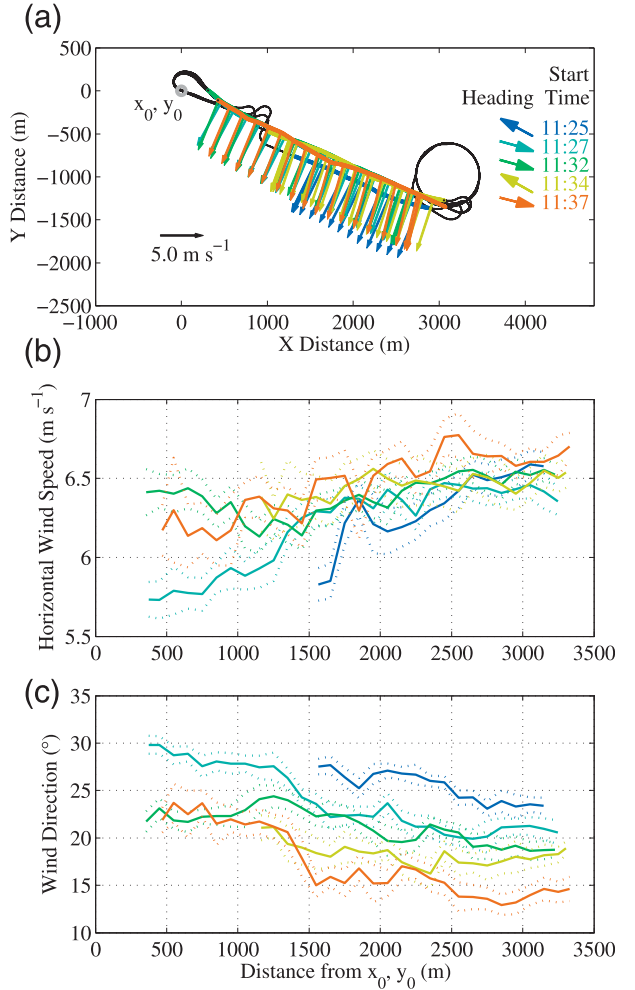 (a)
500
0
−500
−1000
−1500
−2000
−2500
Y Distance (m)
x0, y0
5.0 m s−1
Start
Heading Time
11:25
11:27
11:32
11:34
11:37
−1000 0 1000 2000 3000 4000
X Distance (m)
(b)
7
6.5
6
5.5
Horizontal Wind Speed (m s−1)
0 500 1000 1500 2000 2500 3000 3500
(c)
35
30
25
20
15
10
Wind Direction (°)
0 500 1000 1500 2000 2500 3000 3500
Distance from x0, y0 (m)